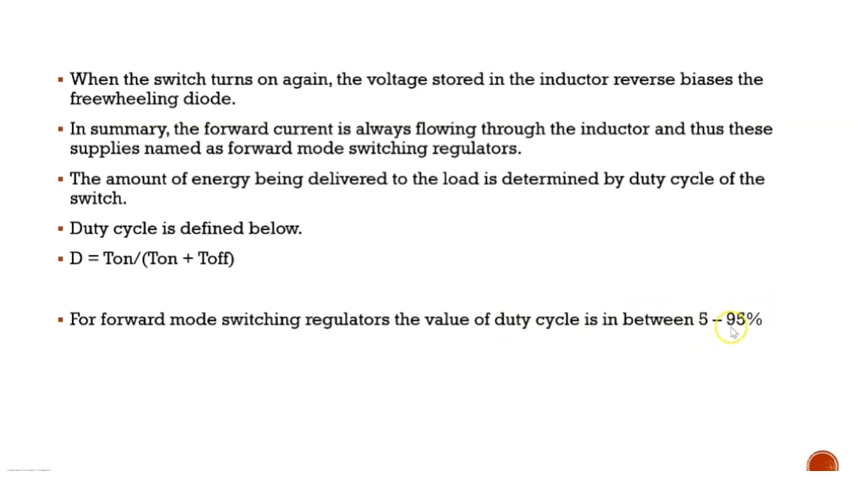 ▪ When the switch turns on again, the voltage stored in the inductor reverse biases the
freewheeling diode.
▪ In summary, the forward current is always flowing through the inductor and thus these
supplies named as forward mode switching regulators.
▪ The amount of energy being delivered to the load is determined by duty cycle of the
switch.
▪ Duty cycle is defined below.
▪ D = Ton/(Ton + Toff)
▪ For forward mode switching regulators the value of duty cycle is in between 5 – 95%